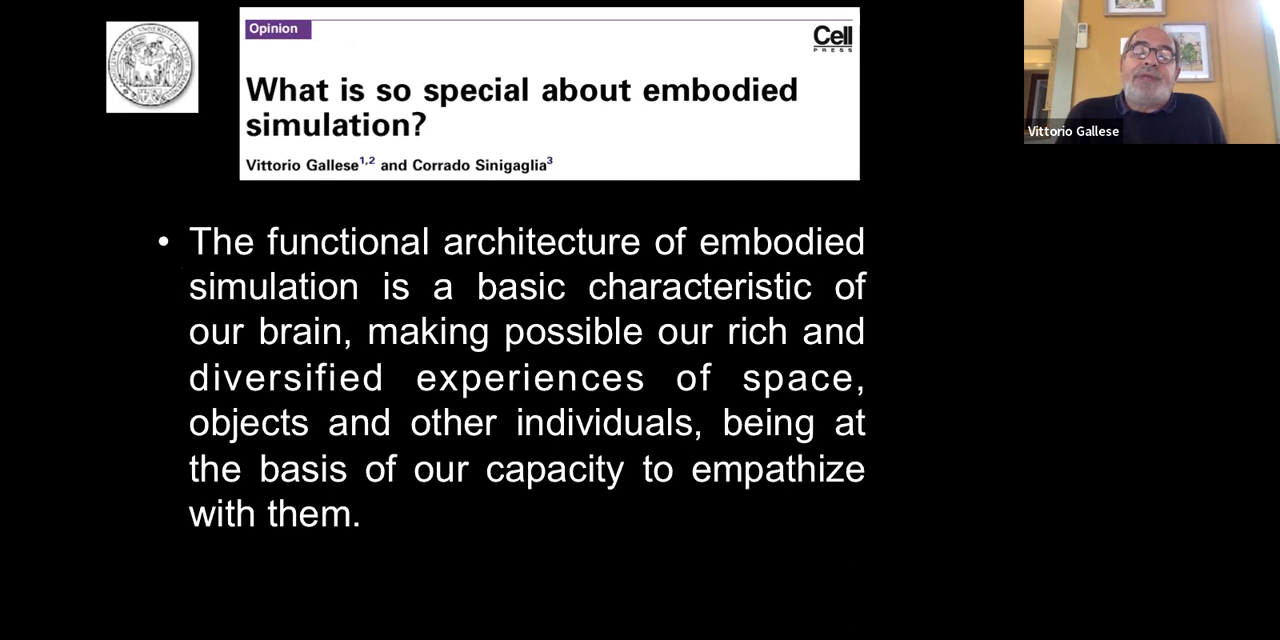 Opinion
Cell
PRESS
What is so special about embodied
simulation?
Vittorio Gallese1,2 and Corrado Sinigaglia3
Vittorio Gallese
• The functional architecture of embodied
simulation is a basic characteristic of
our brain, making possible our rich and
diversified experiences of space,
objects and other individuals, being at
the basis of our capacity to empathize
with them.